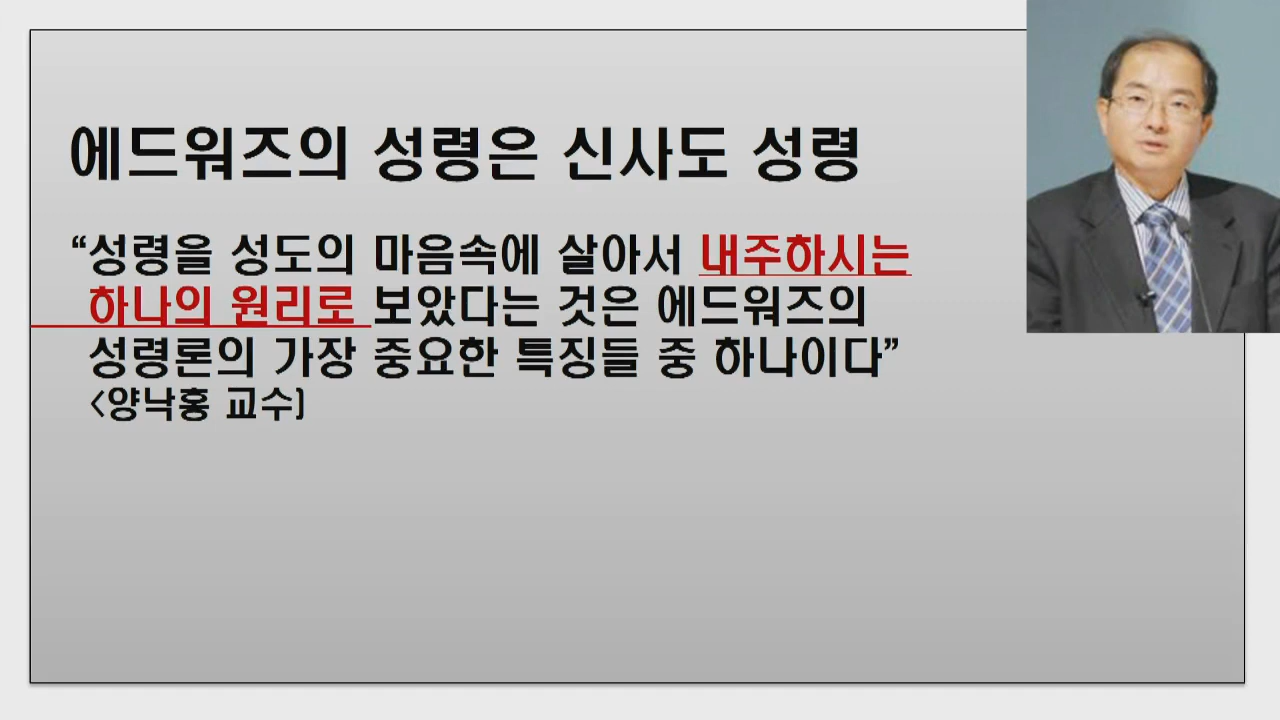 에드워즈의 성령은 신사도 성령
“성령을 성도의 마음속에 살아서 내주하시는
하나의 원리로 보았다는 것은 에드워즈의
성령론의 가장 중요한 특징들 중 하나이다”
<양낙홍 교수)